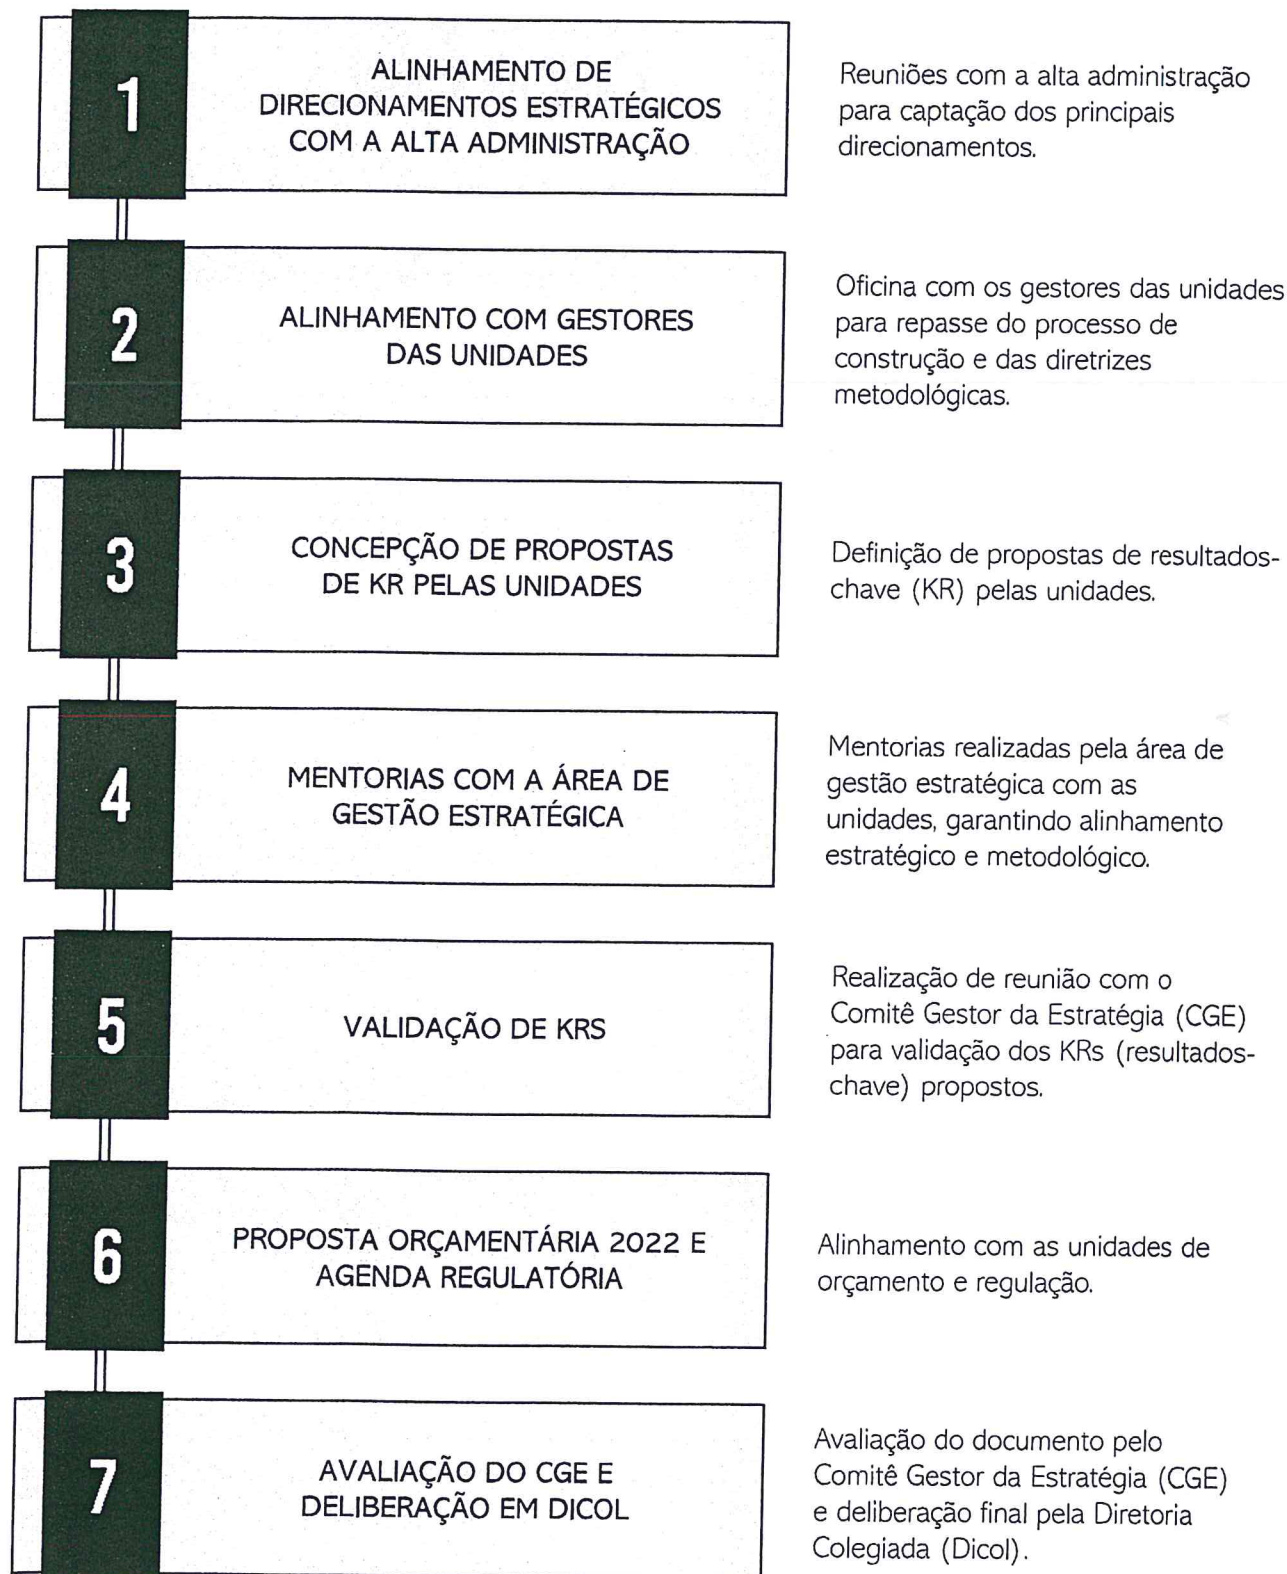 1
ALINHAMENTO DE
DIRECIONAMENTOS ESTRATÉGICOS
COM A ALTA ADMINISTRAÇÃO
Reuniões com a alta administração
para captação dos principais
direcionamentos.
2
ALINHAMENTO COM GESTORES
DAS UNIDADES
Oficina com os gestores das unidades
para repasse do processo de
construção e das diretrizes
metodológicas.
3
CONCEPÇÃO DE PROPOSTAS
DE KR PELAS UNIDADES
Definição de propostas de resultados-
chave (KR) pelas unidades.
4
MENTORIAS COM A ÁREA DE
GESTÃO ESTRATÉGICA
Mentorias realizadas pela área de
gestão estratégica com as
unidades, garantindo alinhamento
estratégico e metodológico.
5
VALIDAÇÃO DE KRS
Realização de reunião com o
Comitê Gestor da Estratégia (CGE)
para validação dos KRs (resultados-
chave) propostos.
6
PROPOSTA ORÇAMENTÁRIA 2022 E
AGENDA REGULATÓRIA
Alinhamento com as unidades de
orçamento e regulação.
7
AVALIAÇÃO DO CGE E
DELIBERAÇÃO EM DICOL
Avaliação do documento pelo
Comitê Gestor da Estratégia (CGE)
e deliberação final pela Diretoria
Colegiada (Dicol).